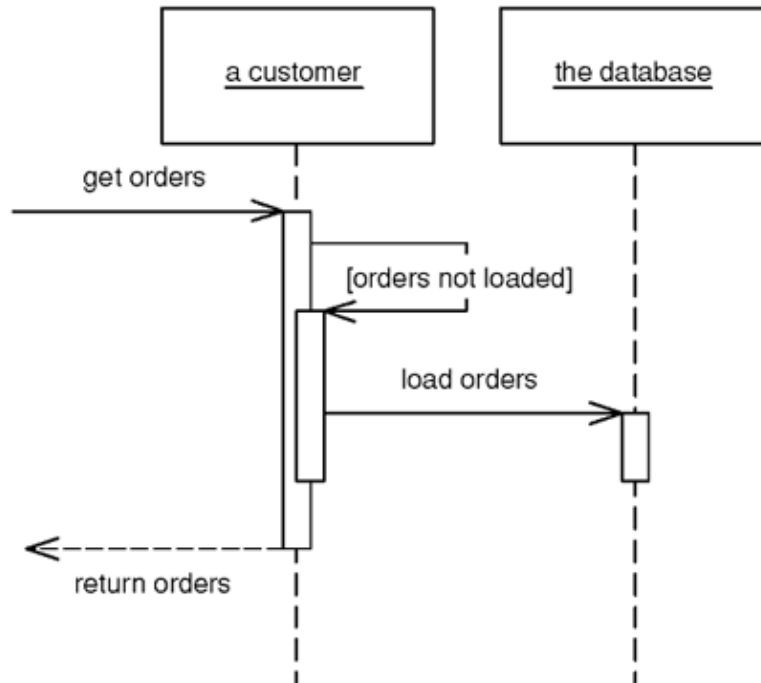 a customer
the database
get orders
[orders not loaded]
load orders
return orders